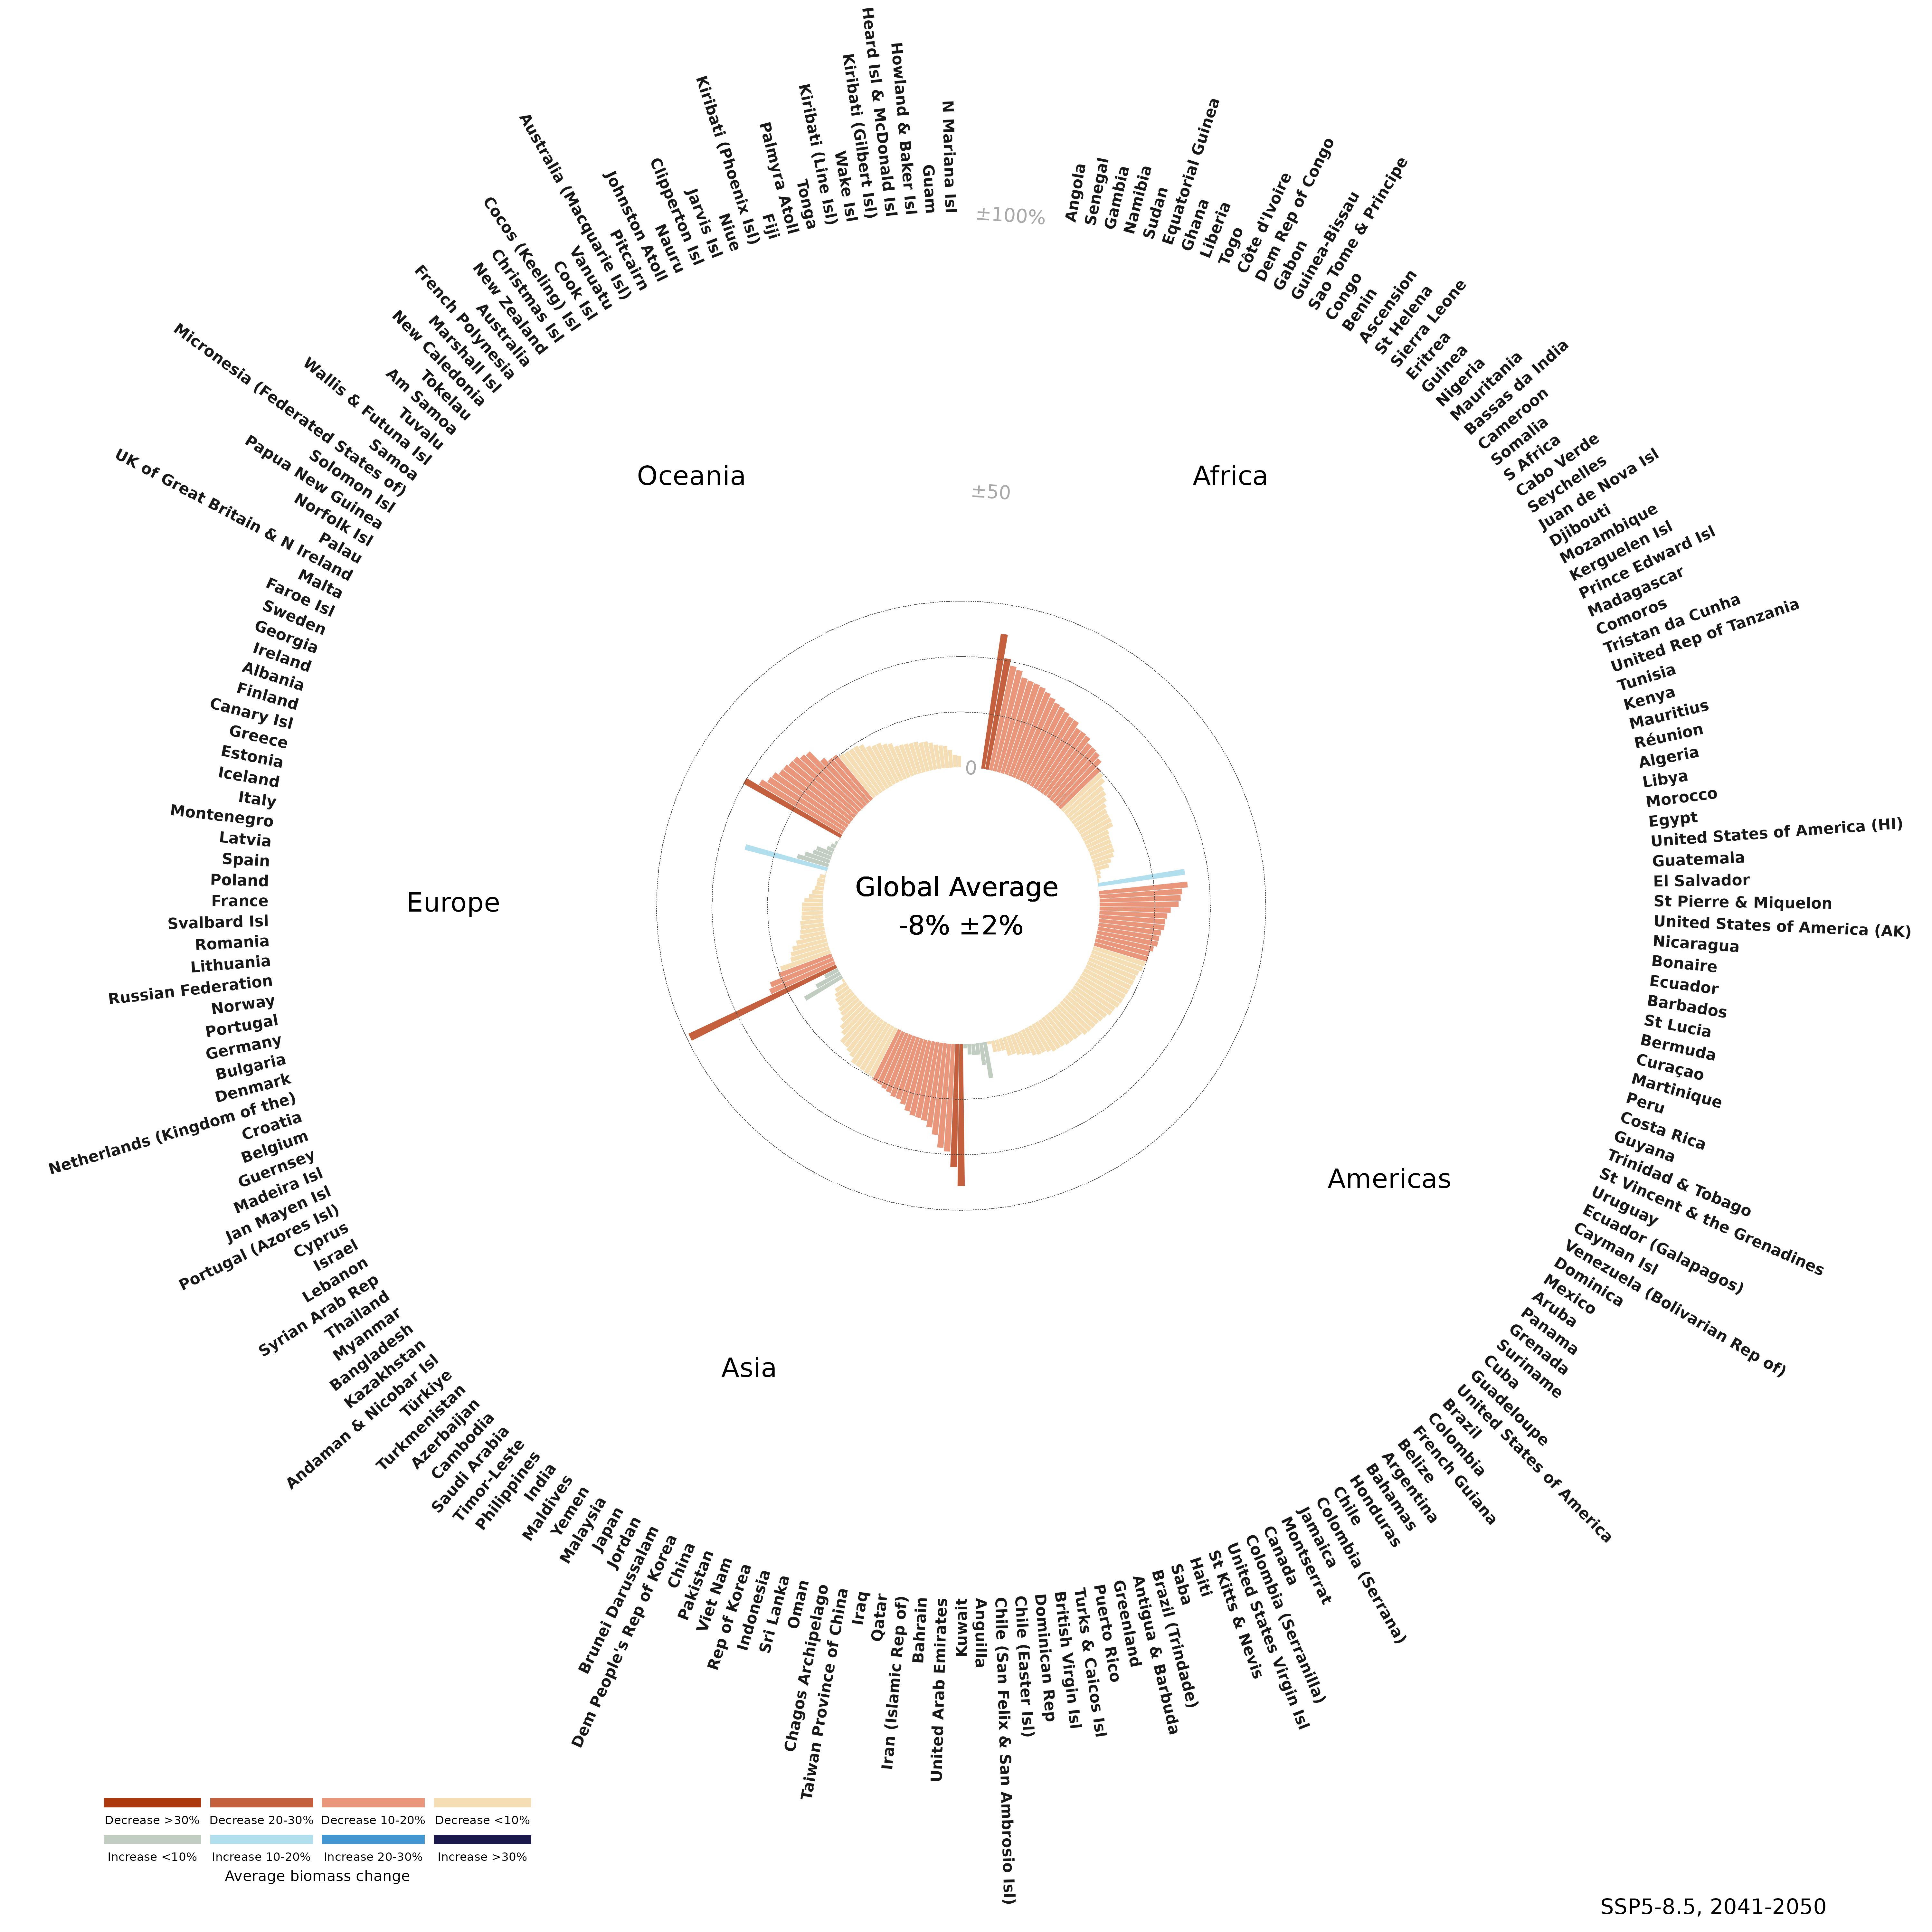 N Mariana Isl
Guam
Howland & Baker Isl
Heard Isl & McDonald Isl
Kiribati (Gilbert Isl)
Wake Isl
Kiribati (Line Isl)
Tonga
Palmyra Atoll
Fiji
Kiribati (Phoenix Isl)
Niue
Jarvis Isl
Clipperton Isl
Nauru
Johnston Atoll
Pitcairn
Australia (Macquarie Isl)
Vanuatu
Cook Isl
Cocos (Keeling) Isl
Christmas Isl
New Zealand
Australia
French Polynesia
Marshall Isl
New Caledonia
Tokelau
Am Samoa
Tuvalu
Wallis & Futuna Isl
Samoa
Micronesia (Federated States of)
Solomon Isl
Papua New Guinea
Norfolk Isl
Palau
UK of Great Britain & N Ireland
Malta
Faroe Isl
Sweden
Georgia
Ireland
Albania
Finland
Canary Isl
Greece
Estonia
Iceland
Italy
Montenegro
Latvia
Spain
Poland
France
Svalbard Isl
Romania
Lithuania
Russian Federation
Norway
Portugal
Germany
Bulgaria
Denmark
Netherlands (Kingdom of the)
Croatia
Belgium
Guernsey
Madeira Isl
Jan Mayen Isl
Portugal (Azores Isl)
Cyprus
Israel
Lebanon
Syrian Arab Rep
Thailand
Myanmar
Bangladesh
Kazakhstan
Andaman & Nicobar Isl
Türkiye
Turkmenistan
Azerbaijan
Cambodia
Saudi Arabia
Timor-Leste
Philippines
India
Maldives
Yemen
Malaysia
Japan
Jordan
Brunei Darussalam
Dem People's Rep of Korea
China
Pakistan
Viet Nam
Rep of Korea
Indonesia
Sri Lanka
Oman
Chagos Archipelago
Taiwan Province of China
Iraq
Qatar
Iran (Islamic Rep of)
Bahrain
United Arab Emirates
Kuwait
Anguilla
Chile (San Felix & San Ambrosio Isl)
Chile (Easter Isl)
Dominican Rep
British Virgin Isl
Turks & Caicos Isl
Puerto Rico
Greenland
Antigua & Barbuda
Brazil (Trindade)
Saba
Haiti
St Kitts & Nevis
United States Virgin Isl
Colombia (Serranilla)
Canada
Montserrat
Jamaica
Colombia (Serrana)
Chile
Honduras
Bahamas
Argentina
Belize
French Guiana
Colombia
Brazil
United States of America
Guadeloupe
Cuba
Suriname
Grenada
Panama
Aruba
Mexico
Dominica
Venezuela (Bolivarian Rep of)
Cayman Isl
Ecuador (Galapagos)
Uruguay
St Vincent & the Grenadines
Trinidad & Tobago
Guyana
Costa Rica
Peru
Martinique
Curaçao
Bermuda
St Lucia
Barbados
Ecuador
Bonaire
Nicaragua
United States of America (AK)
St Pierre & Miquelon
El Salvador
Guatemala
United States of America (HI)
Egypt
Morocco
Libya
Algeria
Réunion
Mauritius
Kenya
Tunisia
United Rep of Tanzania
Tristan da Cunha
Comoros
Madagascar
Prince Edward Isl
Kerguelen Isl
Mozambique
Djibouti
Juan de Nova Isl
Seychelles
Cabo Verde
S Africa
Somalia
Cameroon
Bassas da India
Mauritania
Nigeria
Guinea
Eritrea
Sierra Leone
St Helena
Ascension
Benin
Congo
Sao Tome & Principe
Guinea-Bissau
Gabon
Dem Rep of Congo
Côte d'Ivoire
Togo
Liberia
Ghana
Equatorial Guinea
Sudan
Namibia
Gambia
Senegal
Angola
±100%
±50
0
Oceania
Africa
Europe
Americas
Asia
Global Average
-8% ±2%
Decrease >30%
Decrease 20-30%
Decrease 10-20%
Decrease <10%
Increase <10%
Increase 10-20%
Increase 20-30%
Increase >30%
Average biomass change
SSP5-8.5, 2041-2050